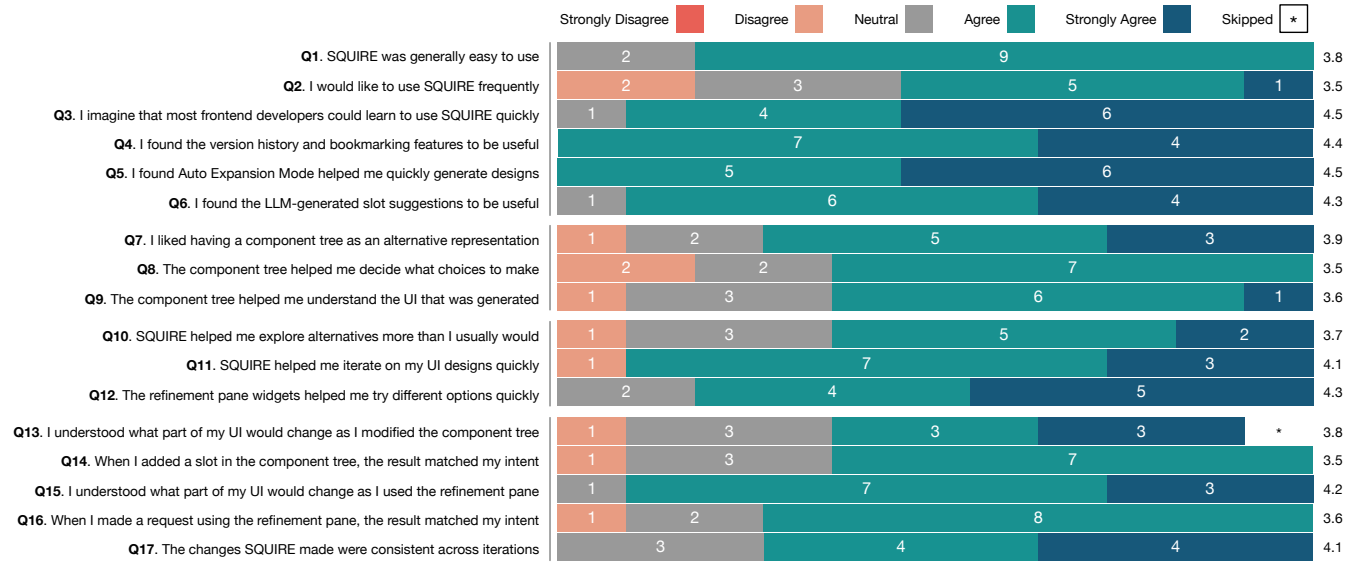 Strongly Disagree Disagree Neutral Agree Strongly Agree Skipped *
Q1. SQUIRE was generally easy to use 2 9 3.8
Q2. I would like to use SQUIRE frequently 2 3 5 1 3.5
Q3. I imagine that most frontend developers could learn to use SQUIRE quickly 1 4 6 4.5
Q4. I found the version history and bookmarking features to be useful 7 4 4.4
Q5. I found Auto Expansion Mode helped me quickly generate designs 5 6 4.5
Q6. I found the LLM-generated slot suggestions to be useful 1 6 4 4.3
Q7. I liked having a component tree as an alternative representation 1 2 5 3 3.9
Q8. The component tree helped me decide what choices to make 2 2 7 3.5
Q9. The component tree helped me understand the UI that was generated 1 3 6 1 3.6
Q10. SQUIRE helped me explore alternatives more than I usually would 1 3 5 2 3.7
Q11. SQUIRE helped me iterate on my UI designs quickly 1 7 3 4.1
Q12. The refinement pane widgets helped me try different options quickly 2 4 5 4.3
Q13. I understood what part of my UI would change as I modified the component tree 1 3 3 3 * 3.8
Q14. When I added a slot in the component tree, the result matched my intent 1 3 7 3.5
Q15. I understood what part of my UI would change as I used the refinement pane 1 7 3 4.2
Q16. When I made a request using the refinement pane, the result matched my intent 1 2 8 3.6
Q17. The changes SQUIRE made were consistent across iterations 3 4 4 4.1